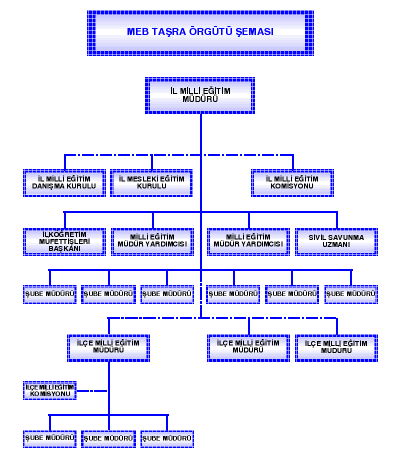 MEB TAŞRA ÖRGÜTÜ ŞEMASI
İL MİLLİ EĞİTİM
MÜDÜRÜ
İL MİLLİ EĞİTİM
DANIŞMA KURULU
İL MESLEKİ EĞİTİM
KURULU
İL MİLLİ EĞİTİM
KOMİSYONU
İLKÖĞRETİM
MÜFETTİŞLERİ
BAŞKANI
MİLLİ EĞİTİM
MÜDÜR YARDIMCISI
MİLLİ EĞİTİM
MÜDÜR YARDIMCISI
SİVİL SAVUNMA
UZMANI
ŞUBE MÜDÜRÜ
ŞUBE MÜDÜRÜ
ŞUBE MÜDÜRÜ
ŞUBE MÜDÜRÜ
ŞUBE MÜDÜRÜ
ŞUBE MÜDÜRÜ
İLÇE MİLLİ EĞİTİM
MÜDÜRÜ
İLÇE MİLLİ EĞİTİM
MÜDÜRÜ
İLÇE MİLLİ EĞİTİM
MÜDÜRÜ
İLÇE MİLLİ EĞİTİM
KOMİSYONU
ŞUBE MÜDÜRÜ
ŞUBE MÜDÜRÜ
ŞUBE MÜDÜRÜ